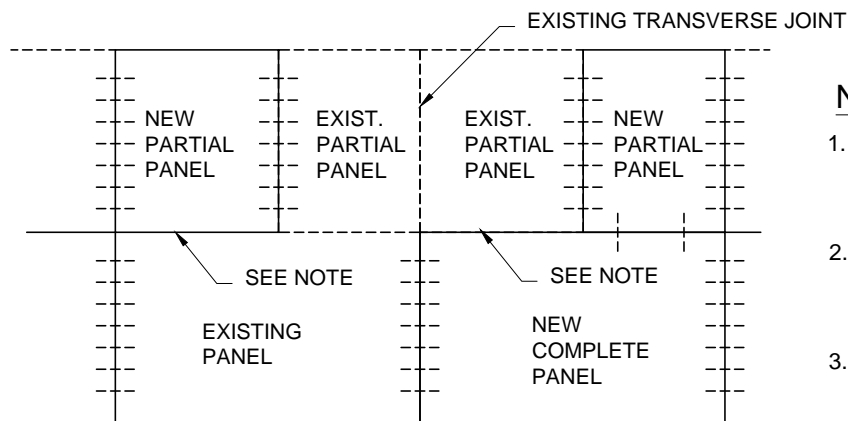 EXISTING TRANSVERSE JOINT
N
NEW
PARTIAL
PANEL
EXIST.
PARTIAL
PANEL
EXIST.
PARTIAL
PANEL
NEW
PARTIAL
PANEL
1.
2.
3.
SEE NOTE
SEE NOTE
EXISTING
PANEL
NEW
COMPLETE
PANEL